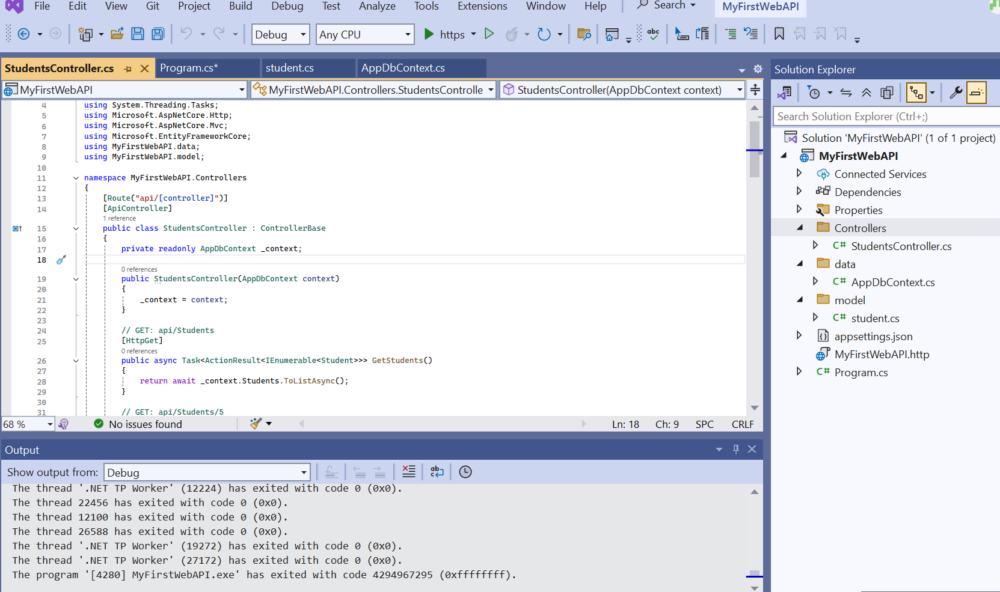 File Edit View Git Project Build Debug Test Analyze Tools Extensions Window Help Search MyFirstWebAPI
Debug Any CPU https abc
StudentsController.cs Program.cs* student.cs AppDbContext.cs
MyFirstWebAPI MyFirstWebAPI.Controllers.StudentsControlle StudentsController(AppDbContext context)
4 using System.Threading.Tasks;
5 using Microsoft.AspNetCore.Http;
6 using Microsoft.AspNetCore.Mvc;
7 using Microsoft.EntityFrameworkCore;
8 using MyFirstWebAPI.data;
9 using MyFirstWebAPI.model;
10
11 namespace MyFirstWebAPI.Controllers
12 {
13 [Route("api/[controller]")]
14 [ApiController]
1 reference
15 public class StudentsController : ControllerBase
16 {
17 private readonly AppDbContext _context;
18
0 references
19 public StudentsController(AppDbContext context)
20 {
21 _context = context;
22 }
23
24 // GET: api/Students
25 [HttpGet]
0 references
26 public async Task<ActionResult<IEnumerable<Student>>> GetStudents()
27 {
28 return await _context.Students.ToListAsync();
29 }
30
31 // GET: api/Students/5
68 % No issues found Ln: 18 Ch: 9 SPC CRLF
Output
Show output from: Debug
The thread '.NET TP Worker' (12224) has exited with code 0 (0x0).
The thread 22456 has exited with code 0 (0x0).
The thread 12100 has exited with code 0 (0x0).
The thread 26588 has exited with code 0 (0x0).
The thread '.NET TP Worker' (19272) has exited with code 0 (0x0).
The thread '.NET TP Worker' (27172) has exited with code 0 (0x0).
The program '[4280] MyFirstWebAPI.exe' has exited with code 4294967295 (0xffffffff).
Solution Explorer
Search Solution Explorer (Ctrl+;)
Solution 'MyFirstWebAPI' (1 of 1 project)
MyFirstWebAPI
Connected Services
Dependencies
Properties
Controllers
C# StudentsController.cs
data
C# AppDbContext.cs
model
C# student.cs
appsettings.json
MyFirstWebAPI.http
C# Program.cs